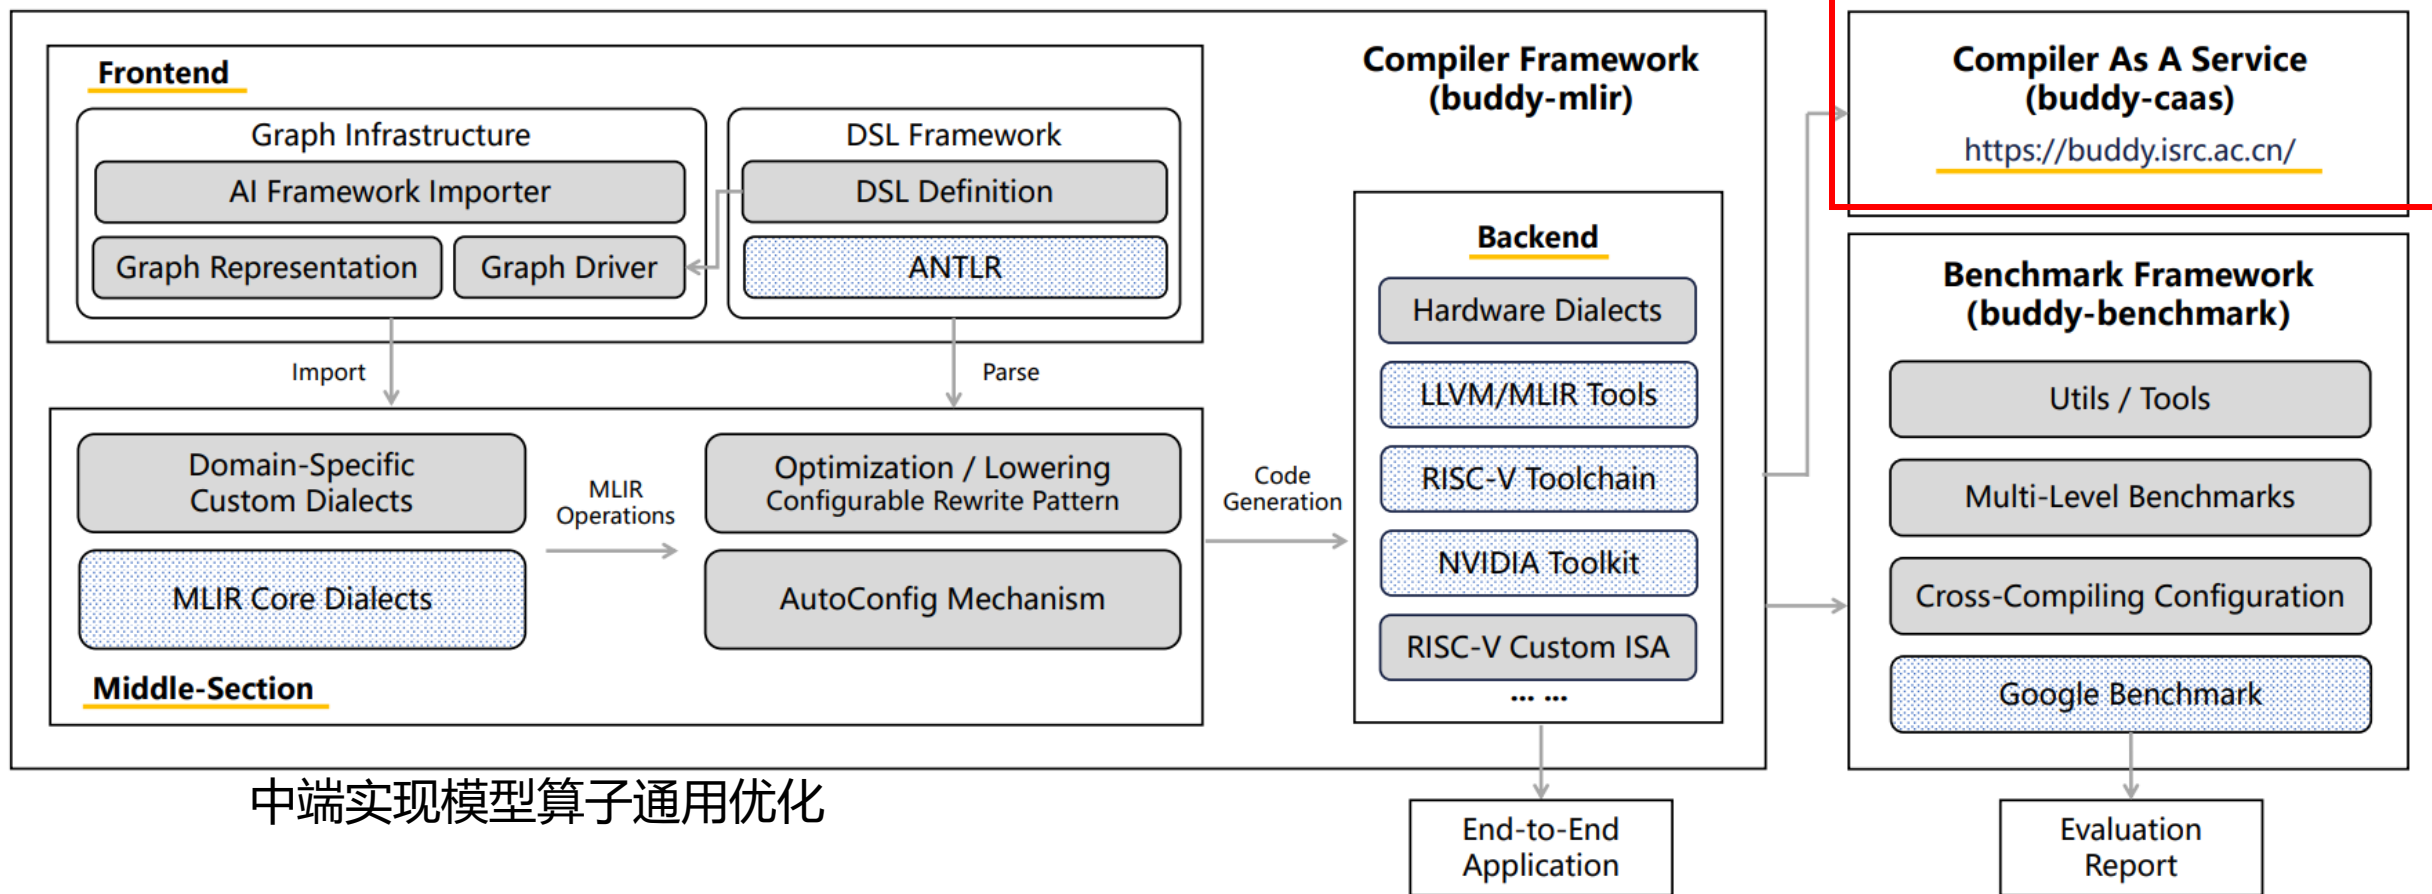 Frontend
Graph Infrastructure
AI Framework Importer
Graph Representation
Graph Driver
DSL Framework
DSL Definition
ANTLR
Import
Parse
Domain-Specific
Custom Dialects
MLIR Core Dialects
MLIR
Operations
Optimization / Lowering
Configurable Rewrite Pattern
AutoConfig Mechanism
Middle-Section
Code
Generation
Compiler Framework
(buddy-mlir)
Backend
Hardware Dialects
LLVM/MLIR Tools
RISC-V Toolchain
NVIDIA Toolkit
RISC-V Custom ISA
... ...
Compiler As A Service
(buddy-caas)
https://buddy.isrc.ac.cn/
Benchmark Framework
(buddy-benchmark)
Utils / Tools
Multi-Level Benchmarks
Cross-Compiling Configuration
Google Benchmark
中端实现模型算子通用优化
End-to-End
Application
Evaluation
Report